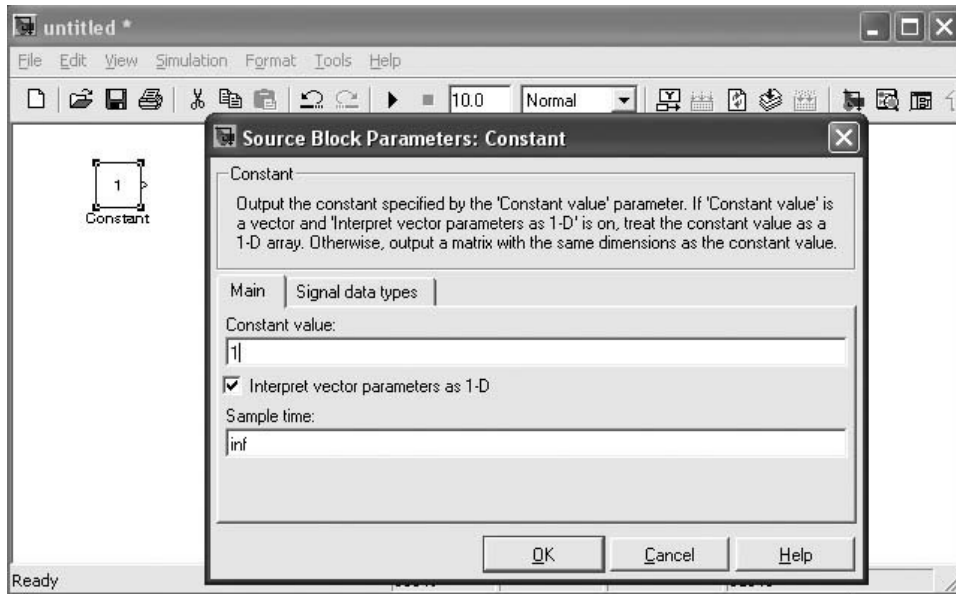 untitled *
File Edit View Simulation Format Tools Help
10.0 Normal
Source Block Parameters: Constant
Constant
Output the constant specified by the 'Constant value' parameter. If 'Constant value' is
a vector and 'Interpret vector parameters as 1-D' is on, treat the constant value as a
1-D array. Otherwise, output a matrix with the same dimensions as the constant value.
1
Constant
Main Signal data types
Constant value:
1
Interpret vector parameters as 1-D
Sample time:
inf
OK Cancel Help
Ready